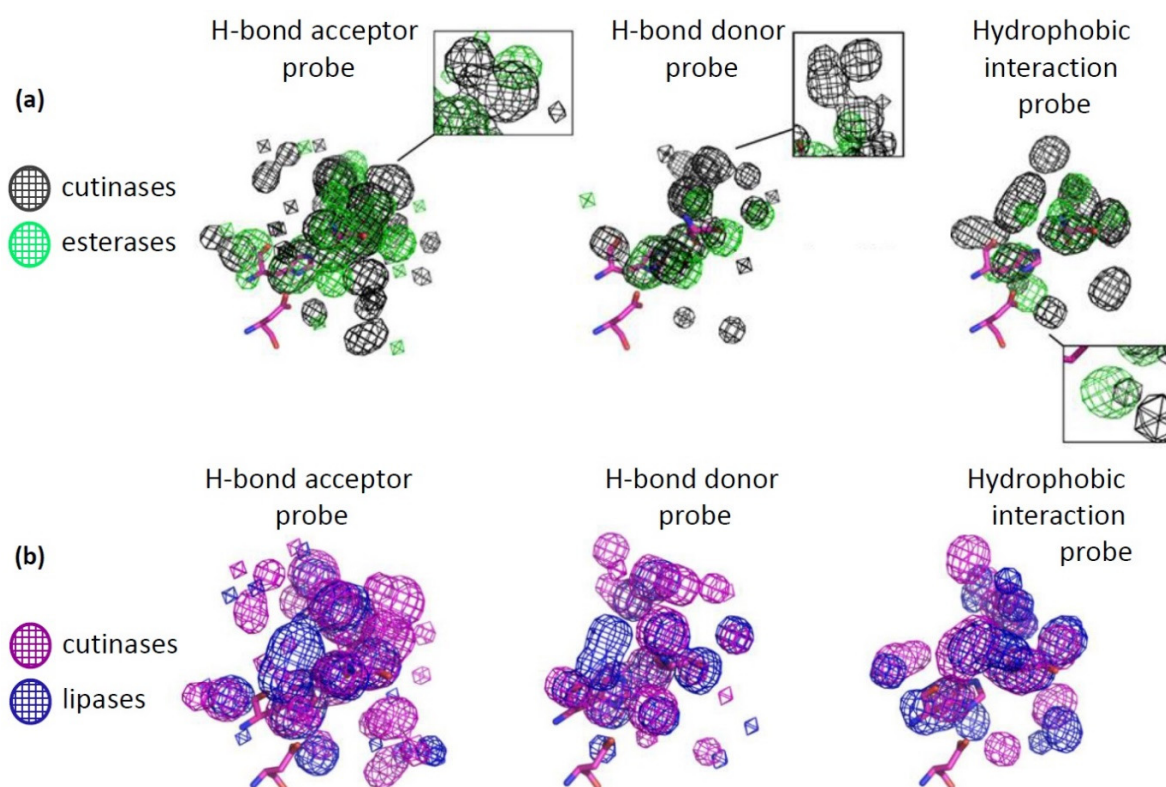 H-bond acceptor
probe
H-bond donor
probe
Hydrophobic
interaction
probe
(a)
cutinases
esterases
H-bond acceptor
probe
H-bond donor
probe
Hydrophobic
interaction
probe
(b)
cutinases
lipases